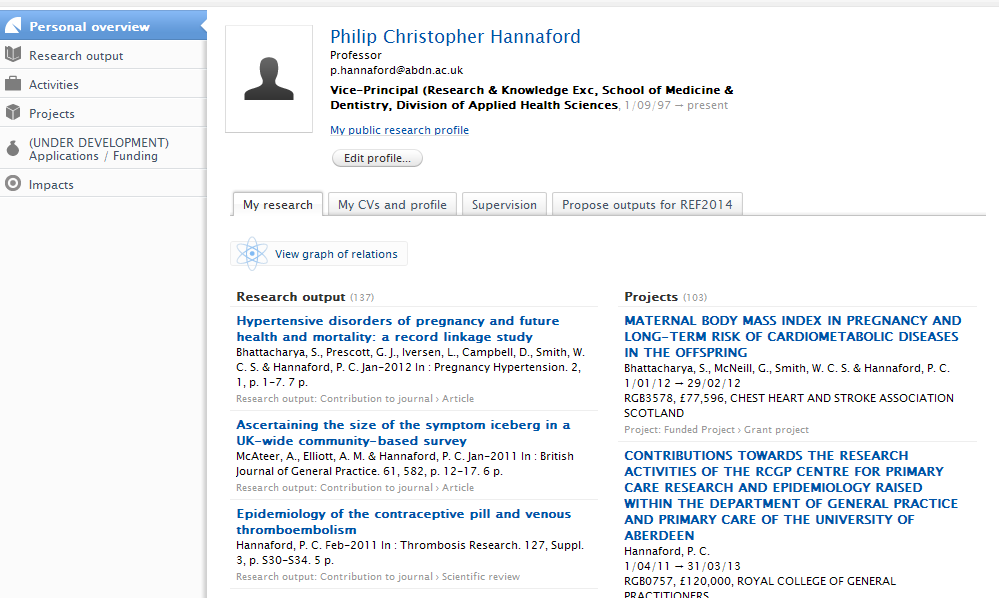 Personal overview
Research output
Activities
Projects
(UNDER DEVELOPMENT)
Applications / Funding
Impacts
Philip Christopher Hannaford
Professor
p.hannaford@abdn.ac.uk
Vice-Principal (Research & Knowledge Exc, School of Medicine &
Dentistry, Division of Applied Health Sciences, 1/09/97 → present
My public research profile
Edit profile...
My research
My CVs and profile
Supervision
Propose outputs for REF2014
View graph of relations
Research output (137)
Hypertensive disorders of pregnancy and future
health and mortality: a record linkage study
Bhattacharya, S., Prescott, G. J., Iversen, L., Campbell, D., Smith, W.
C. S. & Hannaford, P. C. Jan-2012 In : Pregnancy Hypertension. 2,
1, p. 1-7. 7 p.
Research output: Contribution to journal › Article
Ascertaining the size of the symptom iceberg in a
UK-wide community-based survey
McAteer, A., Elliott, A. M. & Hannaford, P. C. Jan-2011 In : British
Journal of General Practice. 61, 582, p. 12-17. 6 p.
Research output: Contribution to journal › Article
Epidemiology of the contraceptive pill and venous
thromboembolism
Hannaford, P. C. Feb-2011 In : Thrombosis Research. 127, Suppl.
3, p. S30-S34. 5 p.
Research output: Contribution to journal › Scientific review
Projects (103)
MATERNAL BODY MASS INDEX IN PREGNANCY AND
LONG-TERM RISK OF CARDIOMETABOLIC DISEASES
IN THE OFFSPRING
Bhattacharya, S., McNeill, G., Smith, W. C. S. & Hannaford, P. C.
1/01/12 → 29/02/12
RGB3578, £77,596, CHEST HEART AND STROKE ASSOCIATION
SCOTLAND
Project: Funded Project › Grant project
CONTRIBUTIONS TOWARDS THE RESEARCH
ACTIVITIES OF THE RCGP CENTRE FOR PRIMARY
CARE RESEARCH AND EPIDEMIOLOGY RAISED
WITHIN THE DEPARTMENT OF GENERAL PRACTICE
AND PRIMARY CARE OF THE UNIVERSITY OF
ABERDEEN
Hannaford, P. C.
1/04/11 → 31/03/13
RGB0757, £120,000, ROYAL COLLEGE OF GENERAL
PRACTITIONERS